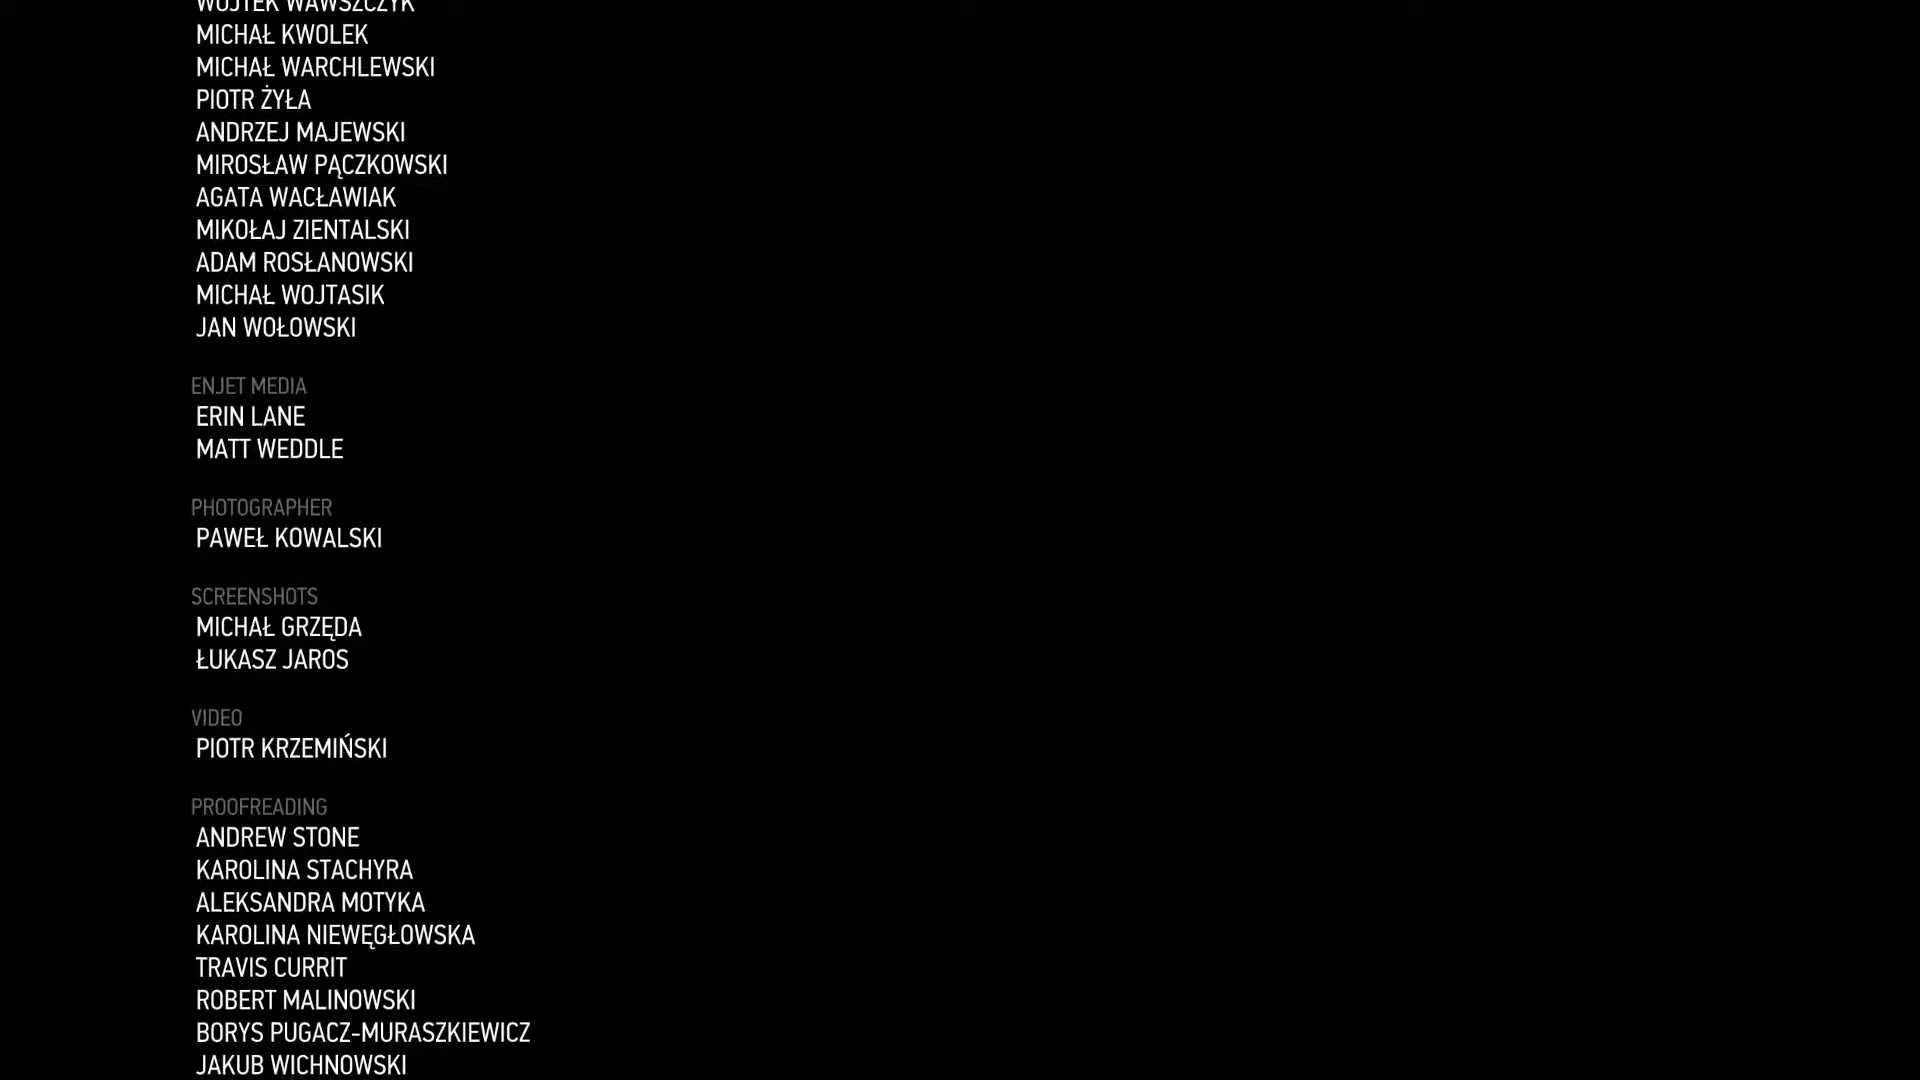 WOJTEK WAWSZCZYK
MICHAŁ KWOLEK
MICHAŁ WARCHLEWSKI
PIOTR ŻYŁA
ANDRZEJ MAJEWSKI
MIROSŁAW PĄCZKOWSKI
AGATA WACŁAWIAK
MIKOŁAJ ZIENTALSKI
ADAM ROSŁANOWSKI
MICHAŁ WOJTASIK
JAN WOŁOWSKI
ENJET MEDIA
ERIN LANE
MATT WEDDLE
PHOTOGRAPHER
PAWEŁ KOWALSKI
SCREENSHOTS
MICHAŁ GRZĘDA
ŁUKASZ JAROS
VIDEO
PIOTR KRZEMIŃSKI
PROOFREADING
ANDREW STONE
KAROLINA STACHYRA
ALEKSANDRA MOTYKA
KAROLINA NIEWĘGŁOWSKA
TRAVIS CURRIT
ROBERT MALINOWSKI
BORYS PUGACZ-MURASZKIEWICZ
JAKUB WICHNOWSKI